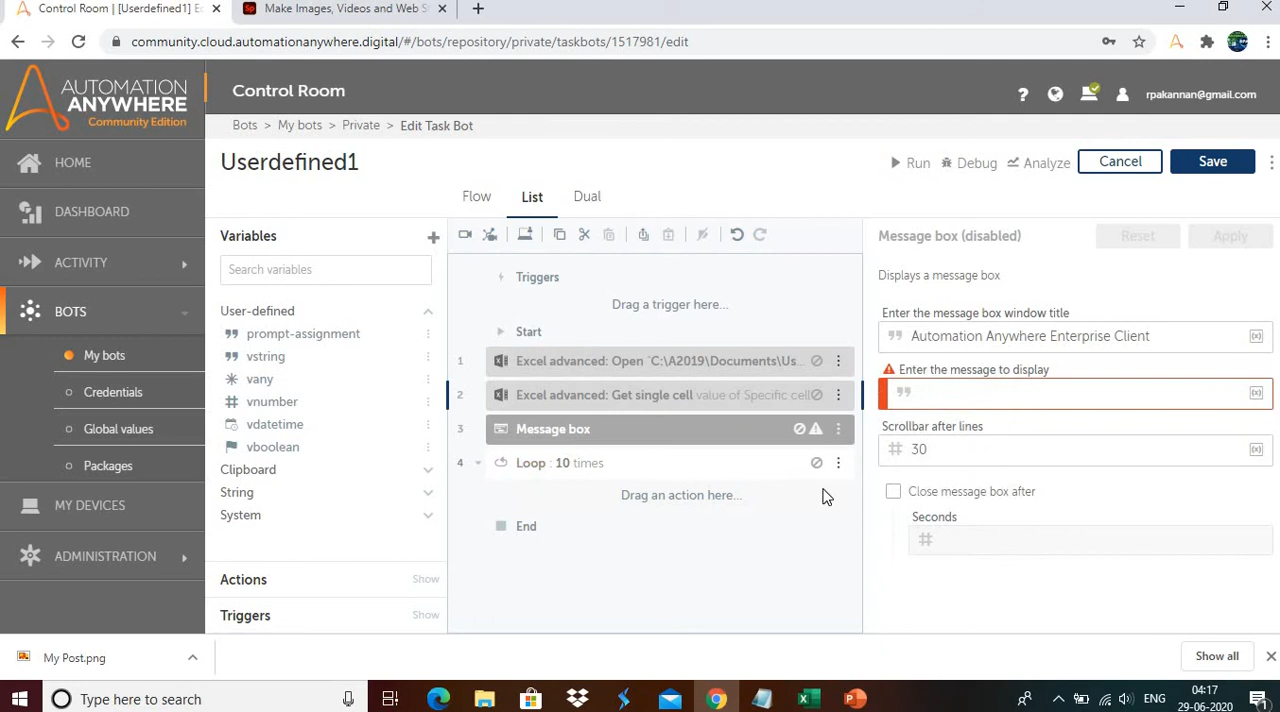 Control Room | [Userdefined1] Ec
Make Images, Videos and Web St
community.cloud.automationanywhere.digital/#/bots/repository/private/taskbots/1517981/edit
AUTOMATION
ANYWHERE
Community Edition
Control Room
rpakannan@gmail.com
Bots > My bots > Private > Edit Task Bot
HOME
DASHBOARD
ACTIVITY
BOTS
My bots
Credentials
Global values
Packages
MY DEVICES
ADMINISTRATION
Userdefined1
Run
Debug
Analyze
Cancel
Save
Flow
List
Dual
Variables
Search variables
User-defined
prompt-assignment
vstring
vany
vnumber
vdatetime
vboolean
Clipboard
String
System
Actions
Show
Triggers
Show
Triggers
Drag a trigger here...
Start
1 Excel advanced: Open "C:\A2019\Documents\Us...
2 Excel advanced: Get single cell value of Specific cell
3 Message box
4 Loop : 10 times
Drag an action here...
End
Message box (disabled)
Reset
Apply
Displays a message box
Enter the message box window title
Automation Anywhere Enterprise Client
Enter the message to display
Scrollbar after lines
30
Close message box after
Seconds
My Post.png
Show all
Type here to search
ENG
04:17
29-06-2020